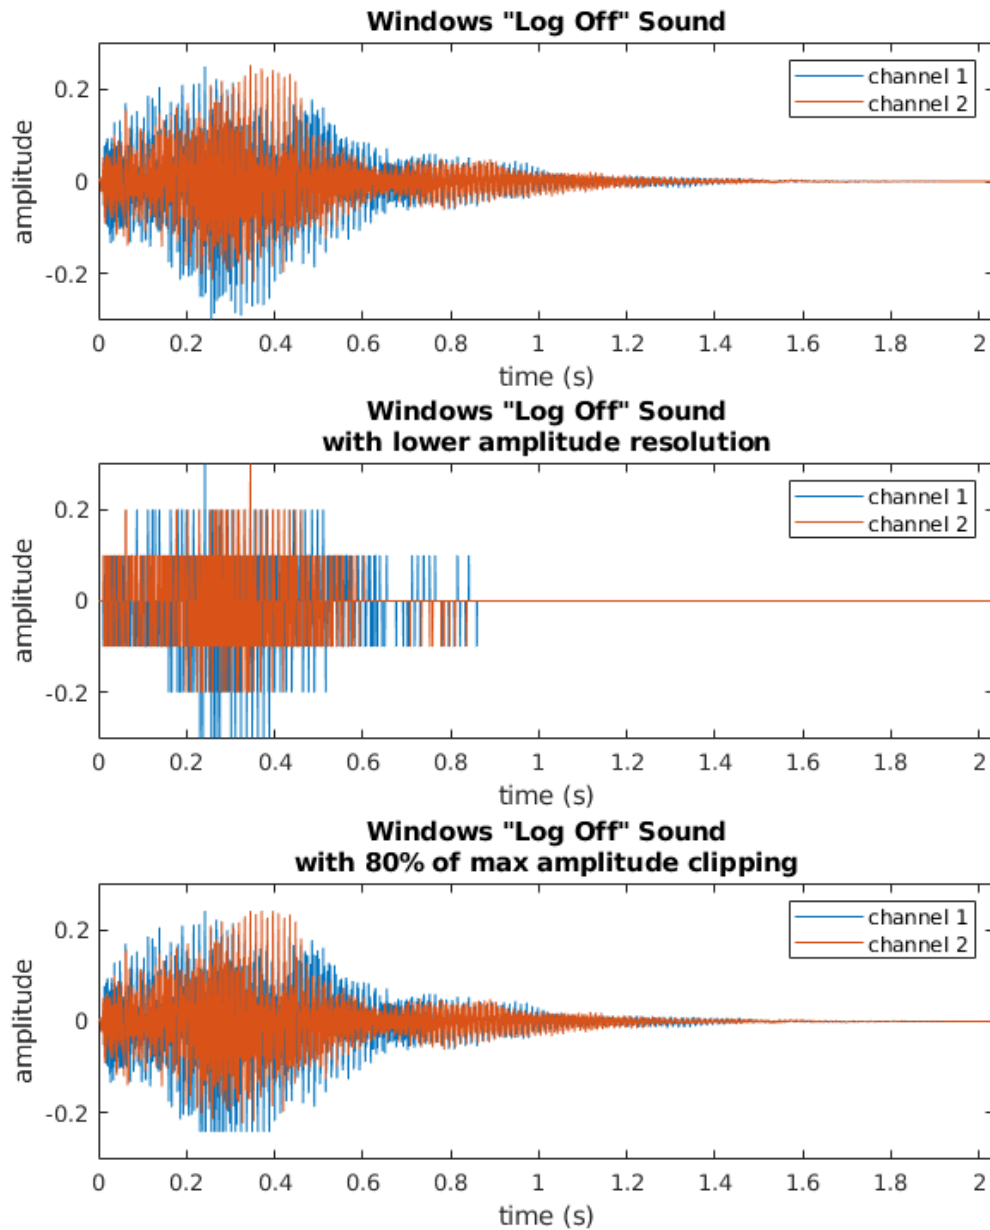 Windows "Log Off" Sound
channel 1
channel 2
0.2
0
-0.2
amplitude
0 0.2 0.4 0.6 0.8 1 1.2 1.4 1.6 1.8 2
time (s)
Windows "Log Off" Sound
with lower amplitude resolution
channel 1
channel 2
0.2
0
-0.2
amplitude
0 0.2 0.4 0.6 0.8 1 1.2 1.4 1.6 1.8 2
time (s)
Windows "Log Off" Sound
with 80% of max amplitude clipping
channel 1
channel 2
0.2
0
-0.2
amplitude
0 0.2 0.4 0.6 0.8 1 1.2 1.4 1.6 1.8 2
time (s)